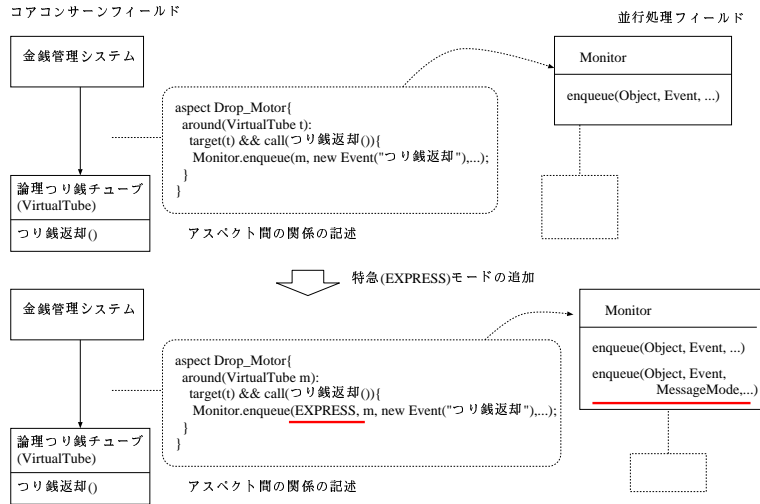 コアコンサーンフィールド
並行処理フィールド
金銭管理システム
Monitor
enqueue(Object, Event, ...)
aspect Drop_Motor{
around(VirtualTube t):
target(t) && call(つり銭返却()){
Monitor.enqueue(m, new Event("つり銭返却"),...);
}
}
論理つり銭チューブ
(VirtualTube)
つり銭返却()
アスペクト間の関係の記述
特急(EXPRESS)モードの追加
金銭管理システム
Monitor
enqueue(Object, Event, ...)
enqueue(Object, Event,
MessageMode,...)
aspect Drop_Motor{
around(VirtualTube m):
target(t) && call(つり銭返却()){
Monitor.enqueue(EXPRESS, m, new Event("つり銭返却"),...);
}
}
論理つり銭チューブ
(VirtualTube)
つり銭返却()
アスペクト間の関係の記述